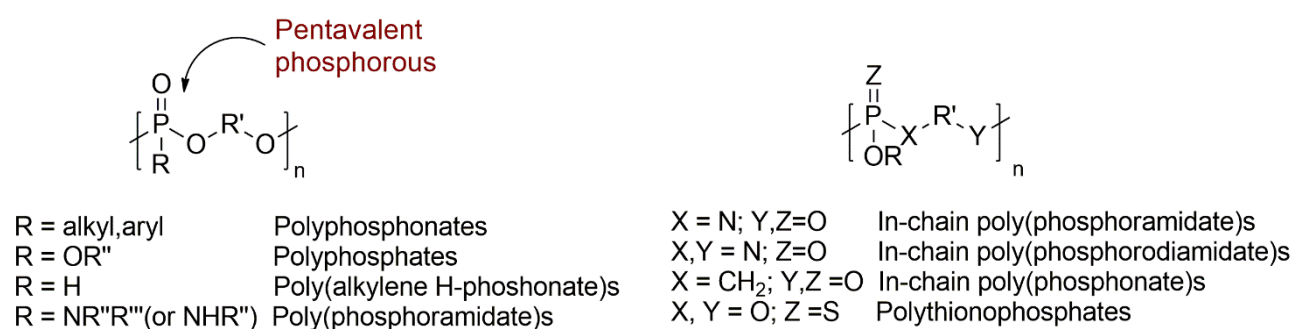 Pentavalent
phosphorous
O
P
R
O
R'
O
n
Z
P
OR
X
R'
Y
n
R = alkyl,aryl Polyphosphonates
R = OR" Polyphsphates
R = H Poly(alkylene H-phoshonate)s
R = NR"R'"(or NHR") Poly(phosphoramidate)s
X = N; Y,Z=O In-chain poly(phosphoramidate)s
X,Y = N; Z=O In-chain poly(phosphorodiamidate)s
X = CH₂; Y,Z =O In-chain poly(phosphonate)s
X, Y = O; Z =S Polythionophosphates